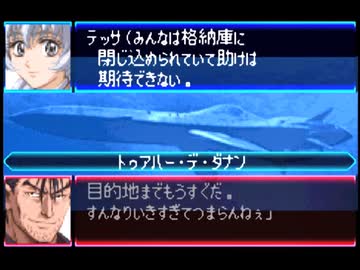 テッサ(みんなは格納庫に
閉じ込められていて助けは
期待できない。
トゥアハー・デ・ダナン
目的地までもうすぐだ。
すんなりいきすぎてつまらんねぇ」